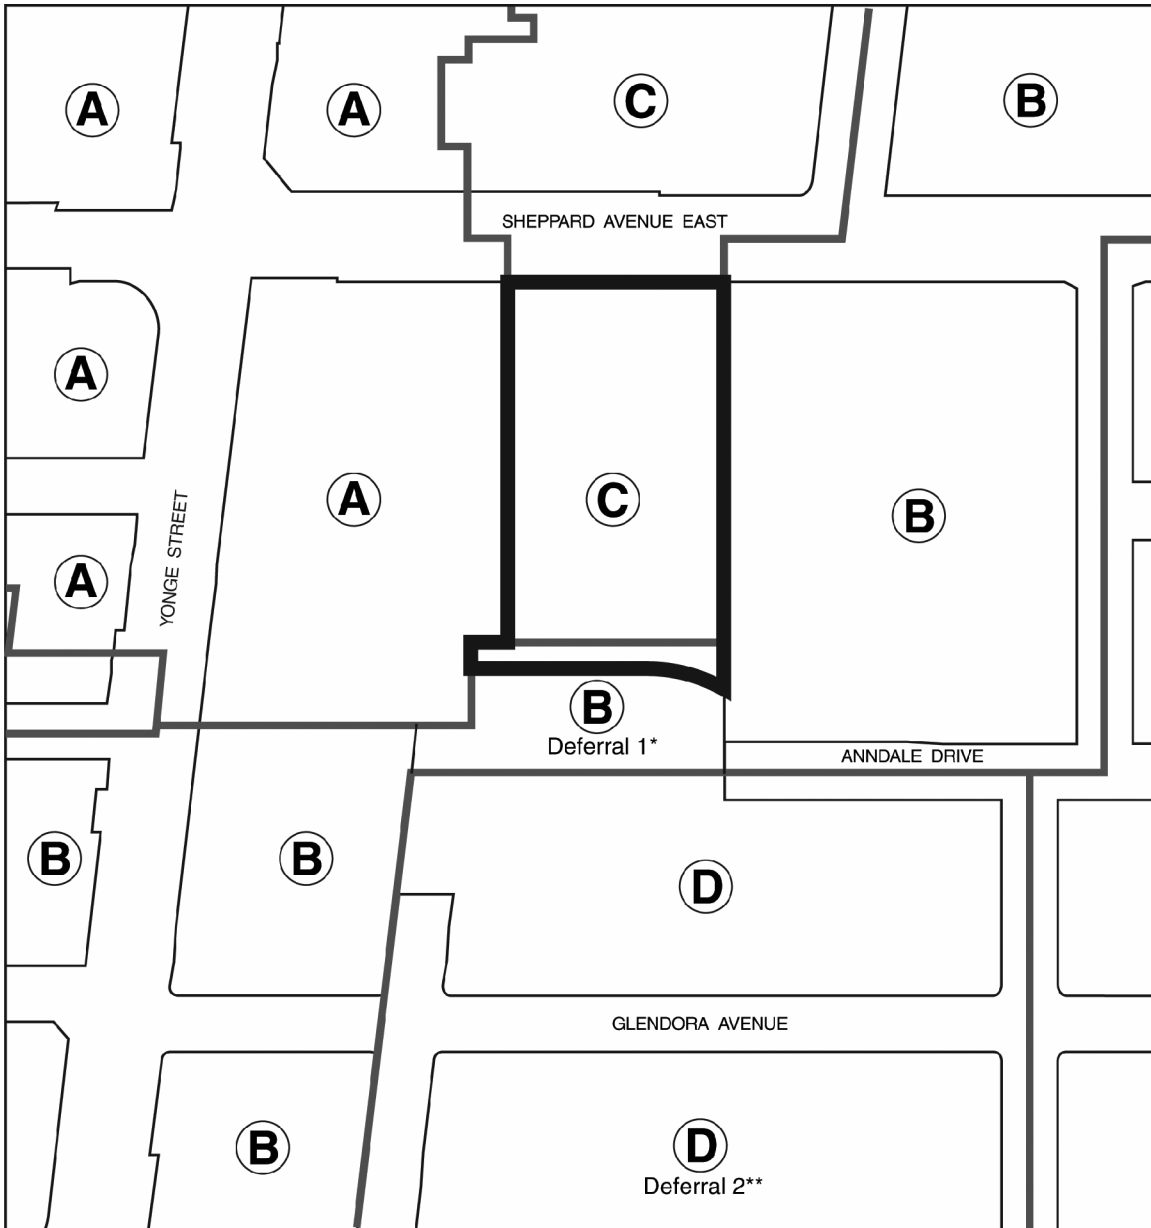 A
A
C
B
SHEPPARD AVENUE EAST
A
A
C
B
YONGE STREET
A
B
Deferral 1*
ANNDALE DRIVE
B
B
D
GLENDORA AVENUE
B
D
Deferral 2**